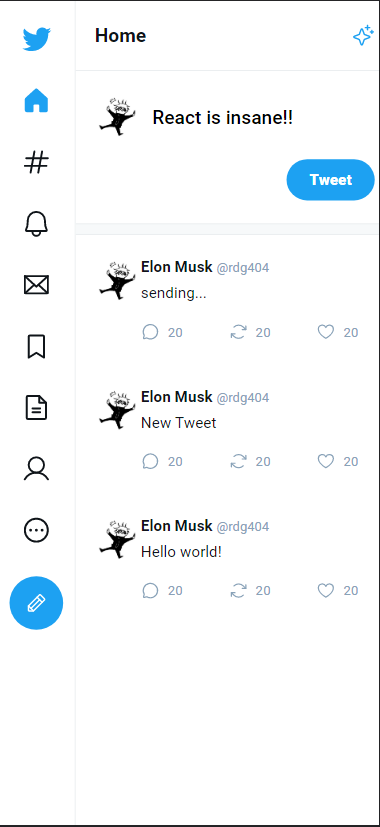 Home
React is insane!!
Tweet
Elon Musk @rdg404
sending...
20 20 20
Elon Musk @rdg404
New Tweet
20 20 20
Elon Musk @rdg404
Hello world!
20 20 20